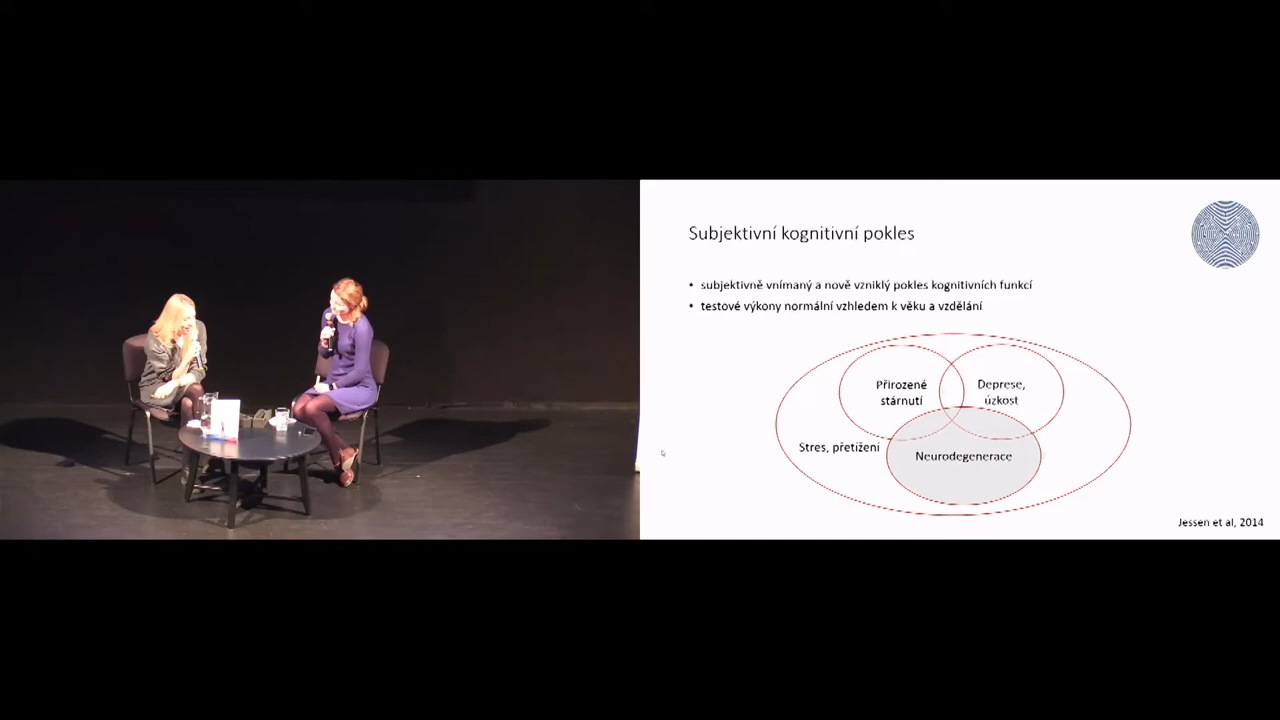 Subjektivní kognitivní pokles
• subjektivně vnímaný a nově vzniklý pokles kognitivních funkcí
• testové výkony normální vzhledem k věku a vzdělání
Přirozené
stárnutí
Deprese,
úzkost
Stres, přetížení
Neurodegenerace
Jessen et al, 2014